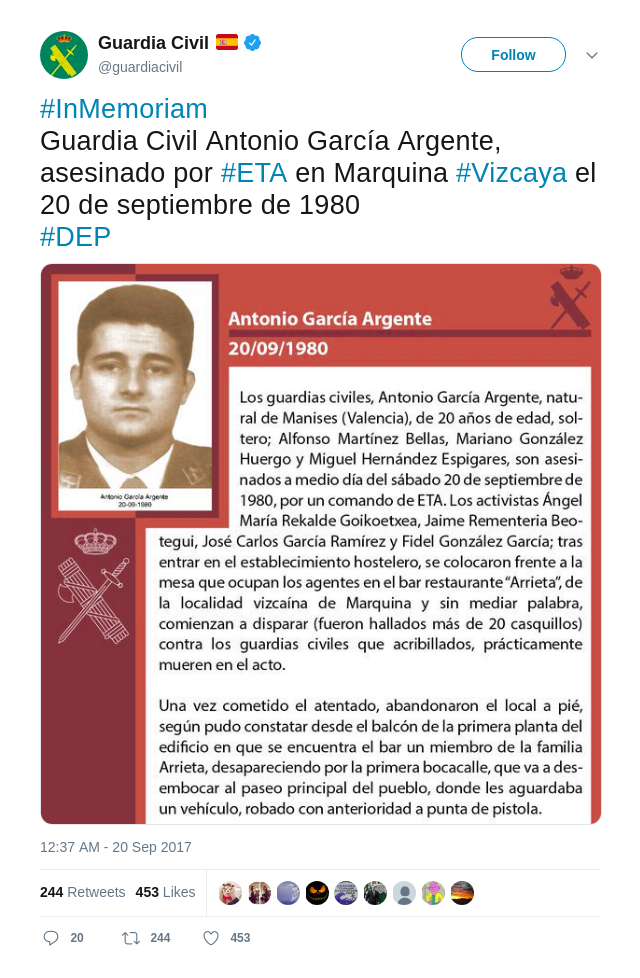 Guardia Civil
@guardiacivil
Follow
#InMemoriam
Guardia Civil Antonio García Argente,
asesinado por #ETA en Marquina #Vizcaya el
20 de septiembre de 1980
#DEP
Antonio García Argente
20/09/1980
Antonio García Argente
20-09-1980
Los guardias civiles, Antonio García Argente, natu-
ral de Manises (Valencia), de 20 años de edad, sol-
tero; Alfonso Martínez Bellas, Mariano González
Huergo y Miguel Hernández Espigares, son asesi-
nados a medio día del sábado 20 de septiembre de
1980, por un comando de ETA. Los activistas Ángel
María Rekalde Goikoetxea, Jaime Rementeria Beo-
tegui, José Carlos García Ramírez y Fidel González García; tras
entrar en el establecimiento hostelero, se colocaron frente a la
mesa que ocupan los agentes en el bar restaurante "Arrieta", de
la localidad vizcaína de Marquina y sin mediar palabra,
comienzan a disparar (fueron hallados más de 20 casquillos)
contra los guardias civiles que acribillados, prácticamente
mueren en el acto.
Una vez cometido el atentado, abandonaron el local a pié,
según pudo constatar desde el balcón de la primera planta del
edificio en que se encuentra el bar un miembro de la familia
Arrieta, desapareciendo por la primera bocacalle, que va a des-
embocar al paseo principal del pueblo, donde les aguardaba
un vehículo, robado con anterioridad a punta de pistola.
12:37 AM - 20 Sep 2017
244 Retweets 453 Likes
20 244 453